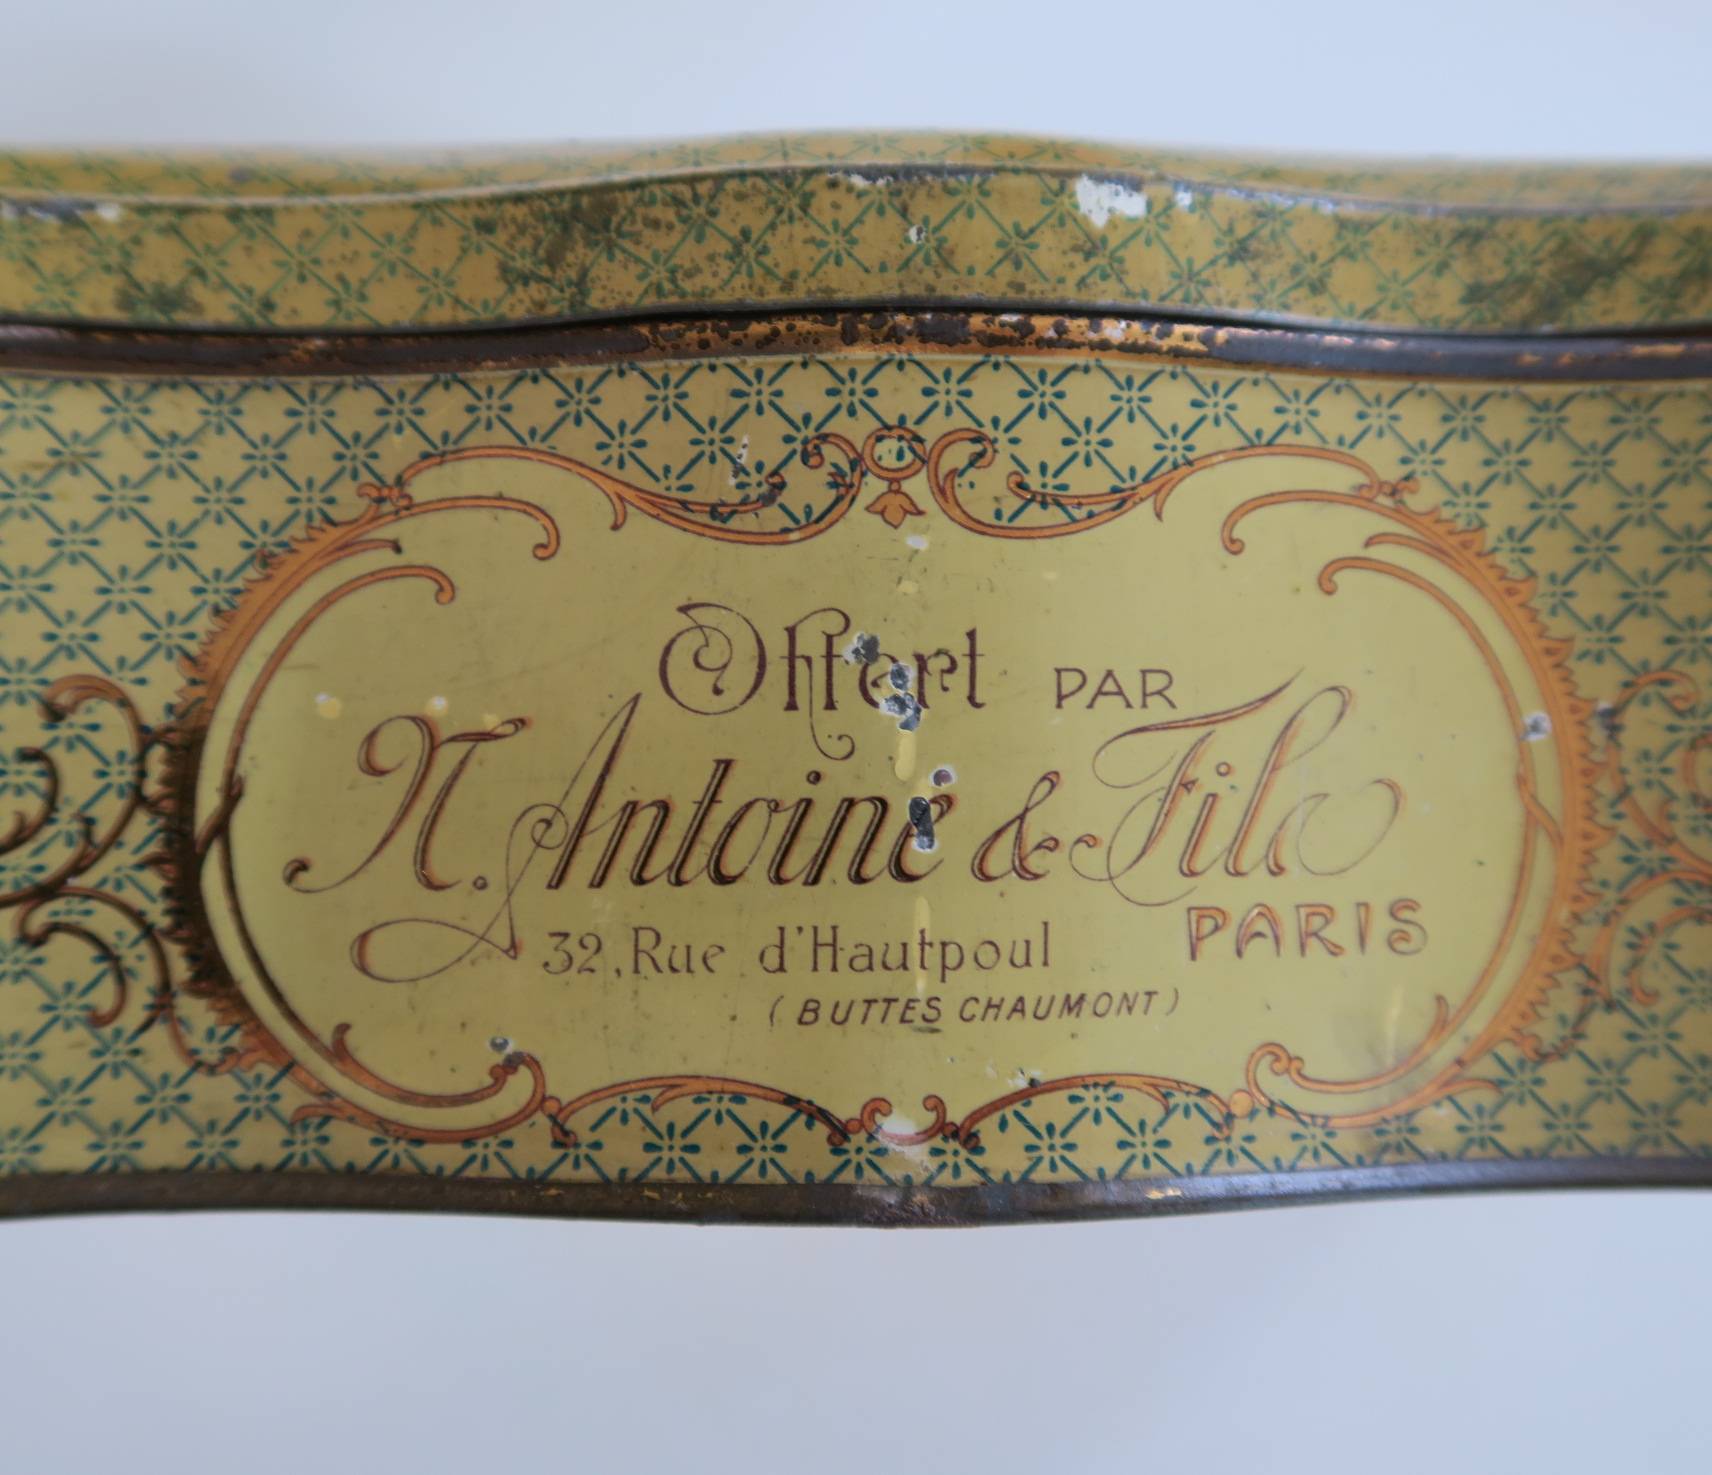 Offert PAR
N. Antoine & Fils
PARIS
32, Rue d'Hautpoul
(BUTTES CHAUMONT)